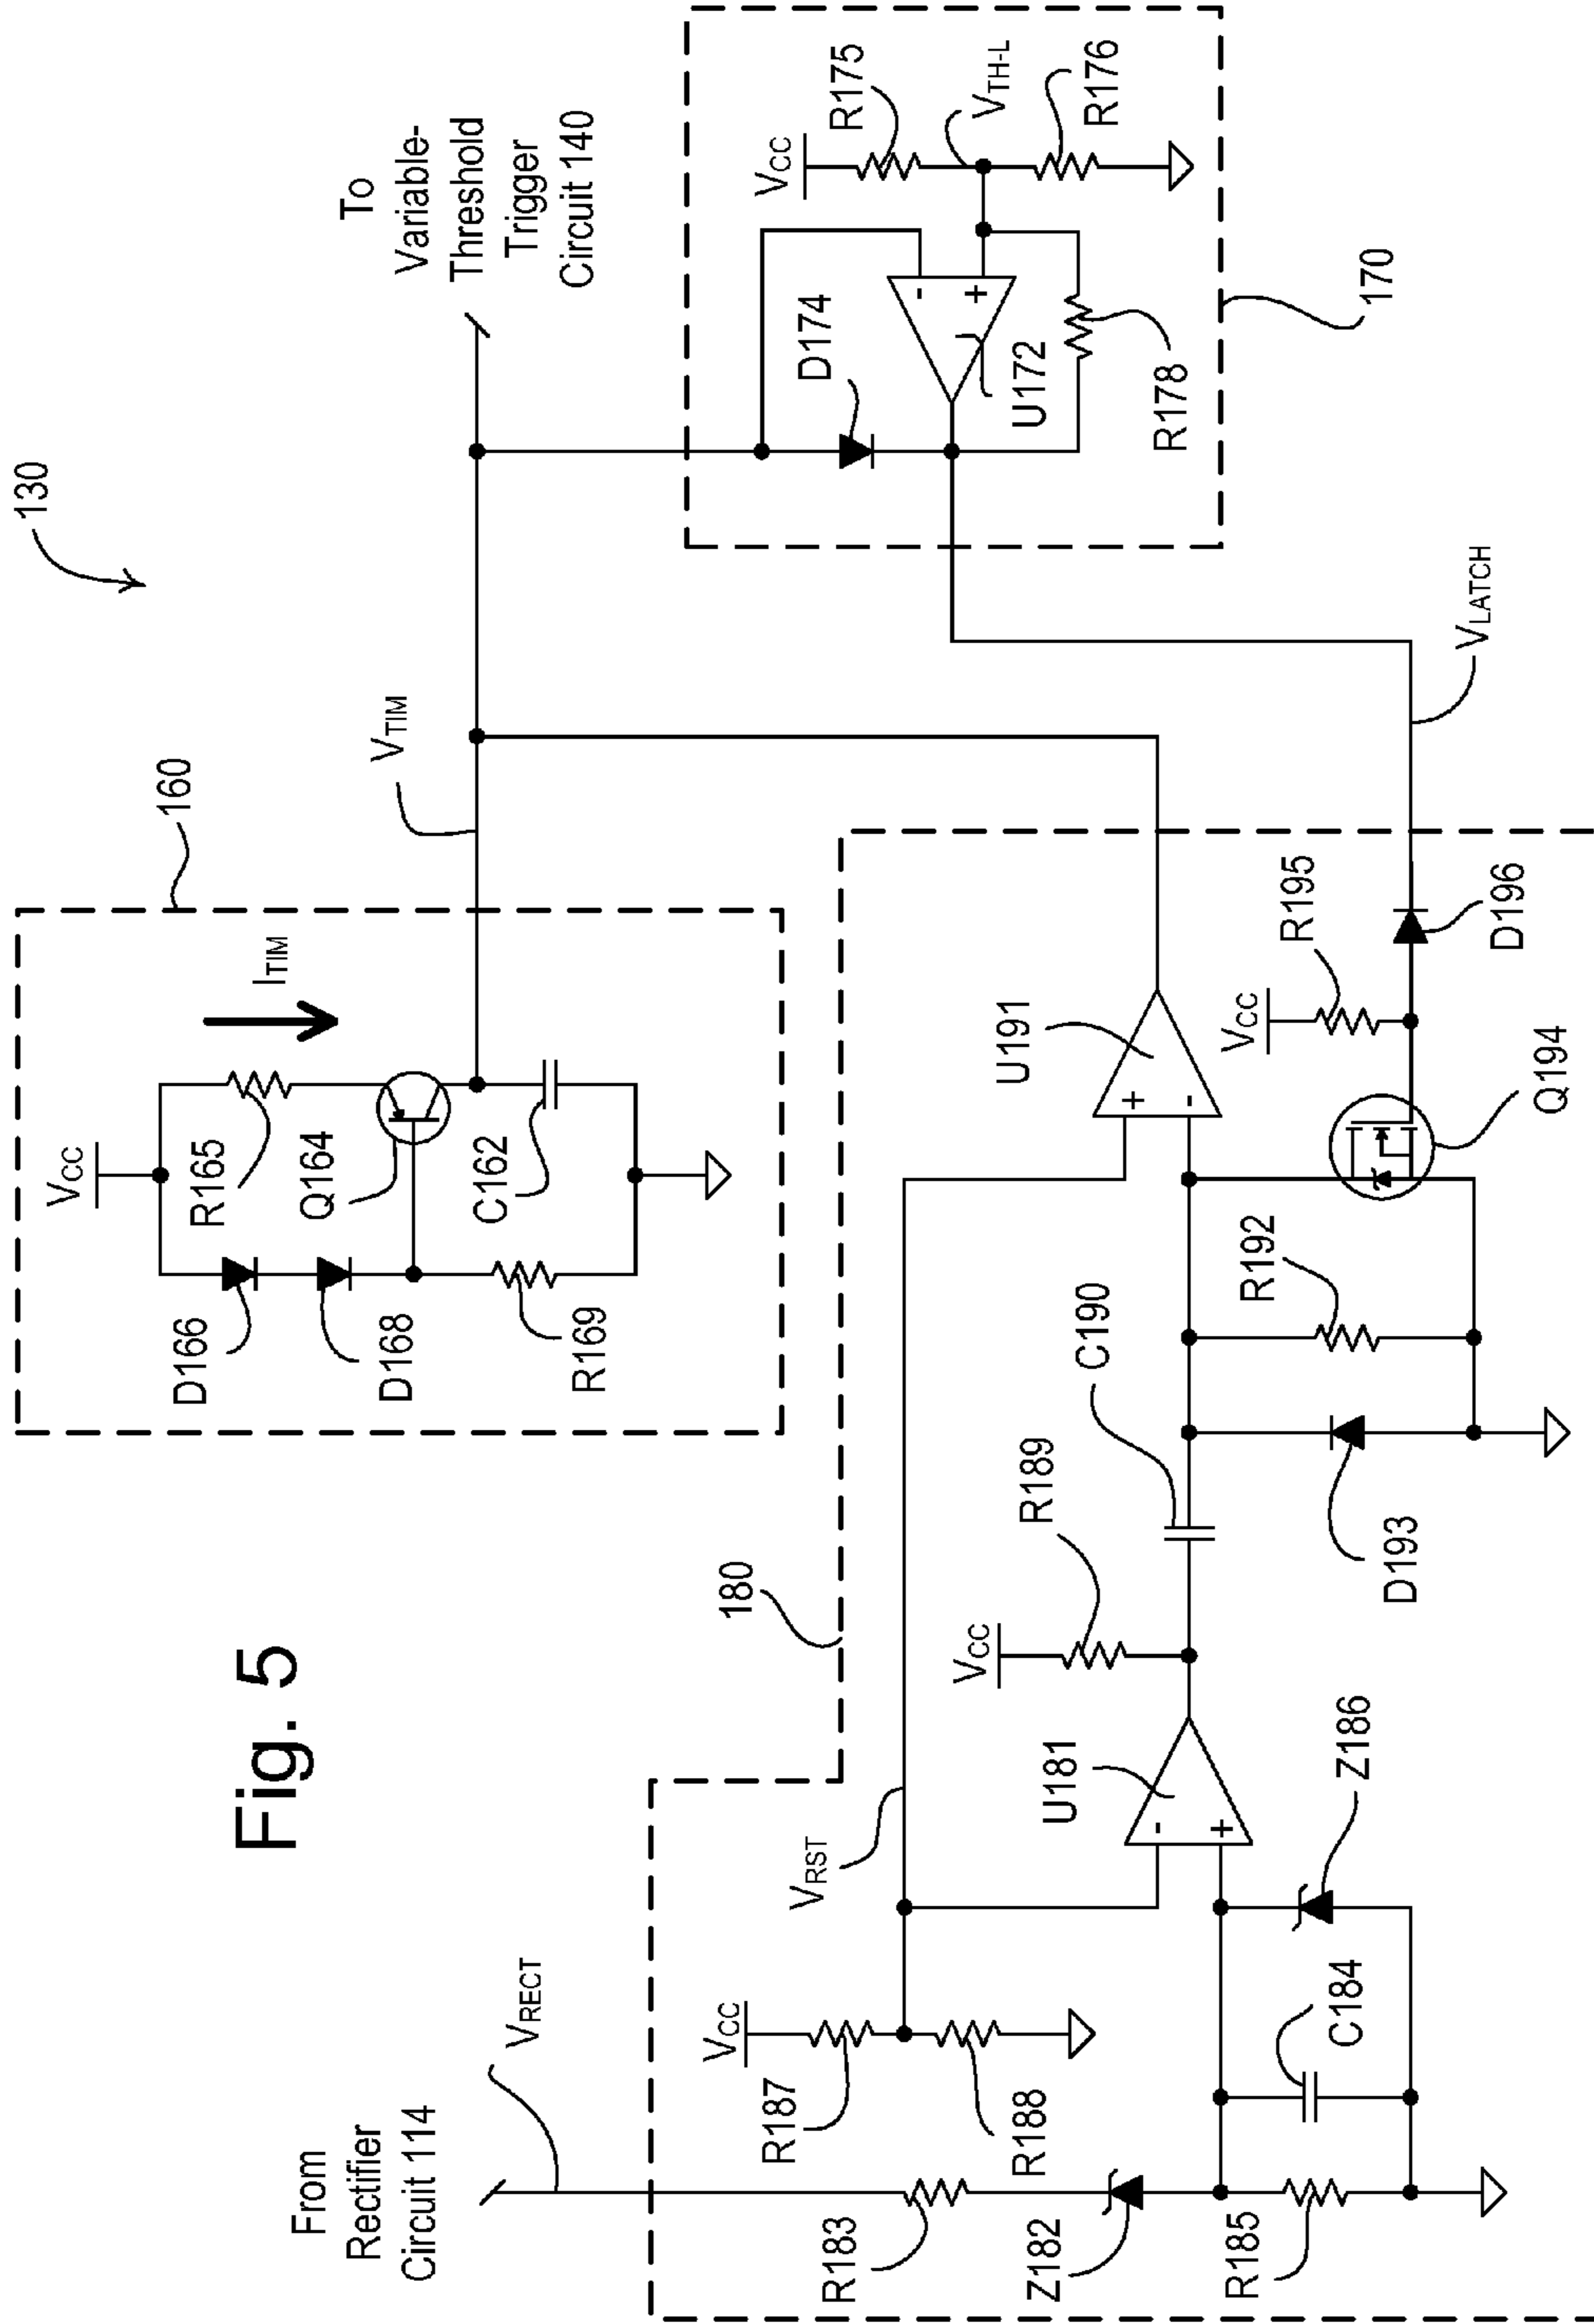 Fig. 5
130
From
Rectifier
Circuit 114
VRECT
160
VCC
ITIM
R165
Q164
D166
D168
C162
R169
VTIM
To
Variable-
Threshold
Trigger
Circuit 140
VCC
R175
VTH-L
R176
D174
-
+
U172
R178
170
180
VCC
R187
R188
VRST
R183
Z182
R185
C184
Z186
-
+
U181
VCC
R189
C190
D193
R192
+
-
U191
VCC
R195
Q194
D196
VLATCH